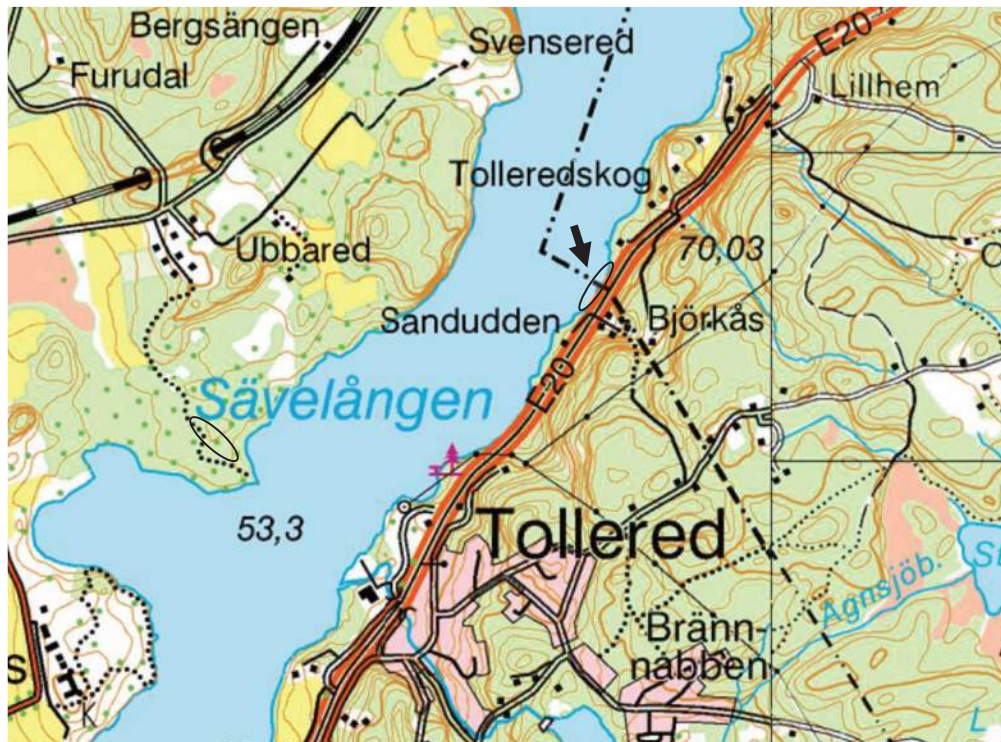 Bergsängen
Furudal
Svensered
E20
Lillhem
Tolleredskog
Ubbared
70,03
Sandudden
Björkås
E20
Sävelången
53,3
Tollered
Agnsjöb.
Bränn-
nabben
K
L